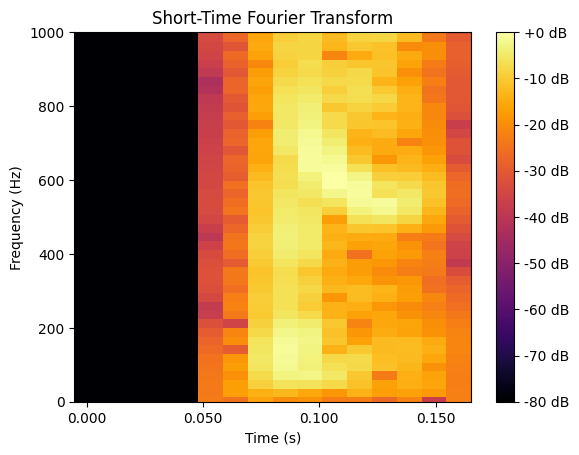 Short-Time Fourier Transform
Frequency (Hz)
1000
800
600
400
200
0
0.000
0.050
0.100
0.150
Time (s)
+0 dB
-10 dB
-20 dB
-30 dB
-40 dB
-50 dB
-60 dB
-70 dB
-80 dB